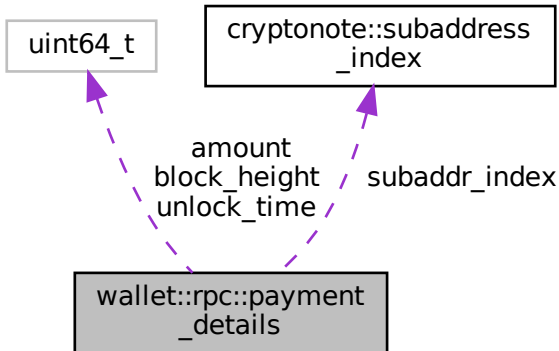 uint64_t
cryptonote::subaddress
_index
amount
block_height
unlock_time
subaddr_index
wallet::rpc::payment
_details